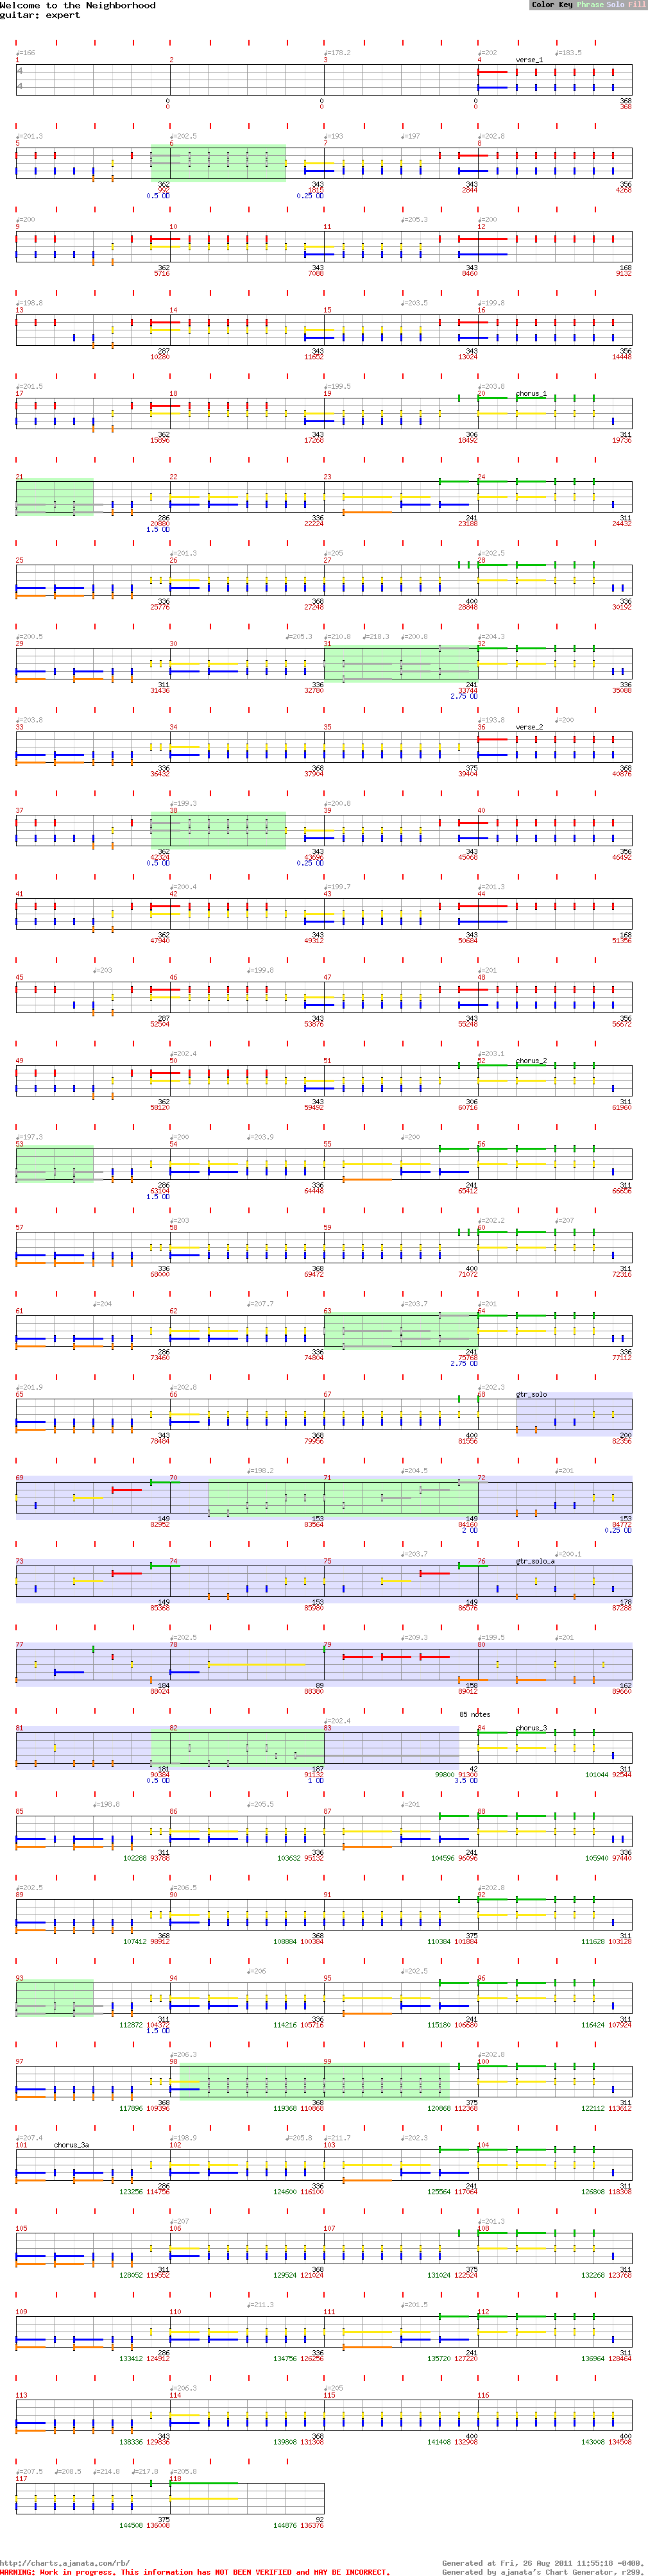 Welcome to the Neighborhood
guitar: expert
Color Key Phrase Solo Fill
♩=166 ♩=178.2 ♩=202 ♩=183.5
1 2 3 4 verse_1
4
4
0 0 0 368
0 0 0 368
♩=201.3 ♩=202.5 ♩=193 ♩=197 ♩=202.8
5 6 7 8
362 343 356
992 1815 2844 4268
0.5 OD 0.25 OD
♩=200 ♩=205.3 ♩=200
9 10 11 12
362 343 343 168
5716 7088 8460 9132
♩=198.8 ♩=203.5 ♩=199.8
13 14 15 16
287 343 343 356
10280 11652 13024 14448
♩=201.5 ♩=199.5 ♩=203.8
17 18 19 20 chorus_1
362 343 306 311
15896 17268 18492 19736
21 22 23 24
286 336 241 311
20880 22224 23188 24432
1.5 OD
♩=201.3 ♩=205 ♩=202.5
25 26 27 28
336 368 400 336
25776 27248 28848 30192
♩=200.5 ♩=205.3 ♩=210.8 ♩=218.3 ♩=200.8 ♩=204.3
29 30 31 32
311 336 241 336
31436 32780 33744 35088
2.75 OD
♩=203.8 ♩=193.8 ♩=200
33 34 35 36 verse_2
336 368 375 368
36432 37904 39404 40876
♩=199.3 ♩=200.8
37 38 39 40
362 343 343 356
42324 43696 45068 46492
0.5 OD 0.25 OD
♩=200.4 ♩=199.7 ♩=201.3
41 42 43 44
362 343 343 168
47940 49312 50684 51356
♩=203 ♩=199.8 ♩=201
45 46 47 48
287 343 343 356
52504 53876 55248 56672
♩=202.4 ♩=203.1
49 50 51 52 chorus_2
362 343 306 311
58120 59492 60716 61960
♩=197.3 ♩=200 ♩=203.9 ♩=200
53 54 55 56
286 336 241 311
63104 64448 65412 66656
1.5 OD
♩=203 ♩=202.2 ♩=207
57 58 59 60
336 368 400 311
68000 69472 71072 72316
♩=204 ♩=207.7 ♩=203.7 ♩=201
61 62 63 64
286 336 241 336
73460 74804 75768 77112
2.75 OD
♩=201.9 ♩=202.8 ♩=202.3
65 66 67 68 gtr_solo
343 368 400 200
78484 79956 81556 82356
♩=198.2 ♩=204.5 ♩=201
69 70 71 72
149 153 149 153
82952 83564 84160 84772
2 OD 0.25 OD
♩=203.7 ♩=200.1
73 74 75 76 gtr_solo_a
149 153 149 178
85368 85980 86576 87288
♩=202.5 ♩=209.3 ♩=199.5 ♩=201
77 78 79 80
184 89 158 162
88024 88380 89012 89660
85 notes
♩=202.4
81 82 83 84 chorus_3
181 187 42 311
90384 91132 99800 91300 101044 92544
0.5 OD 1 OD 3.5 OD
♩=198.8 ♩=205.5 ♩=201
85 86 87 88
311 336 241 336
102288 93788 103632 95132 104596 96096 105940 97440
♩=202.5 ♩=206.5 ♩=202.8
89 90 91 92
368 368 375 311
107412 98912 108884 100384 110384 101884 111628 103128
♩=206 ♩=202.5
93 94 95 96
311 336 241 311
112872 104372 114216 105716 115180 106680 116424 107924
1.5 OD
♩=206.3 ♩=202.8
97 98 99 100
368 368 375 311
117896 109396 119368 110868 120868 112368 122112 113612
♩=207.4 ♩=198.9 ♩=205.8 ♩=211.7 ♩=202.3
101 chorus_3a 102 103 104
286 336 241 311
123256 114756 124600 116100 125564 117064 126808 118308
♩=207 ♩=201.3
105 106 107 108
311 368 375 311
128052 119552 129524 121024 131024 122524 132268 123768
♩=211.3 ♩=201.5
109 110 111 112
286 336 241 311
133412 124912 134756 126256 135720 127220 136964 128464
♩=206.3 ♩=205
113 114 115 116
343 368 400 400
138336 129836 139808 131308 141408 132908 143008 134508
♩=207.5 ♩=208.5 ♩=214.8 ♩=217.8 ♩=205.8
117 118
375 92
144508 136008 144876 136376
http://charts.ajanata.com/rb/
Generated at Fri, 26 Aug 2011 11:55:18 -0400.
WARNING: Work in progress. This information has NOT BEEN VERIFIED and MAY BE INCORRECT.
Generated by ajanata's Chart Generator, r299.